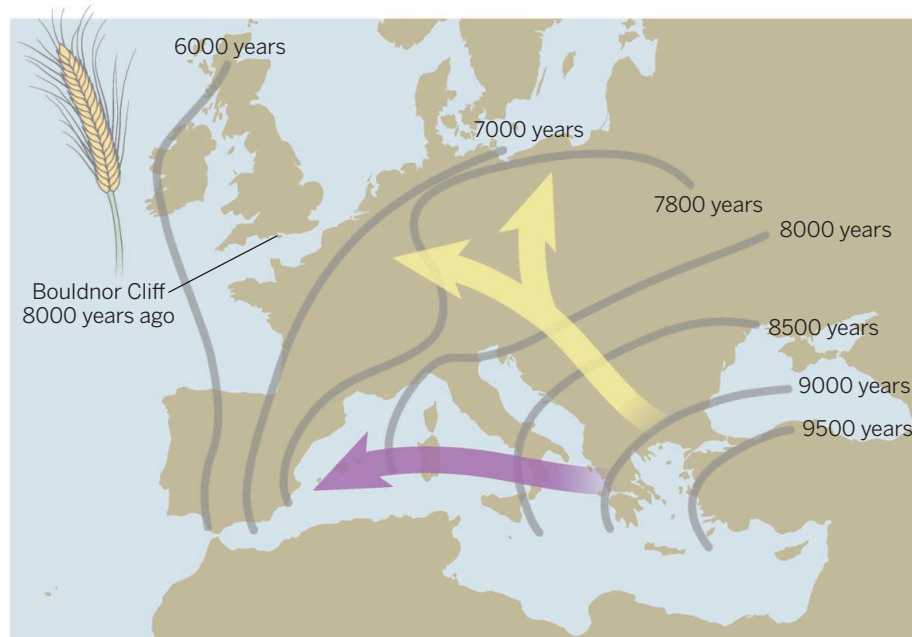 6000 years
7000 years
7800 years
8000 years
Bouldnor Cliff
8000 years ago
8500 years
9000 years
9500 years